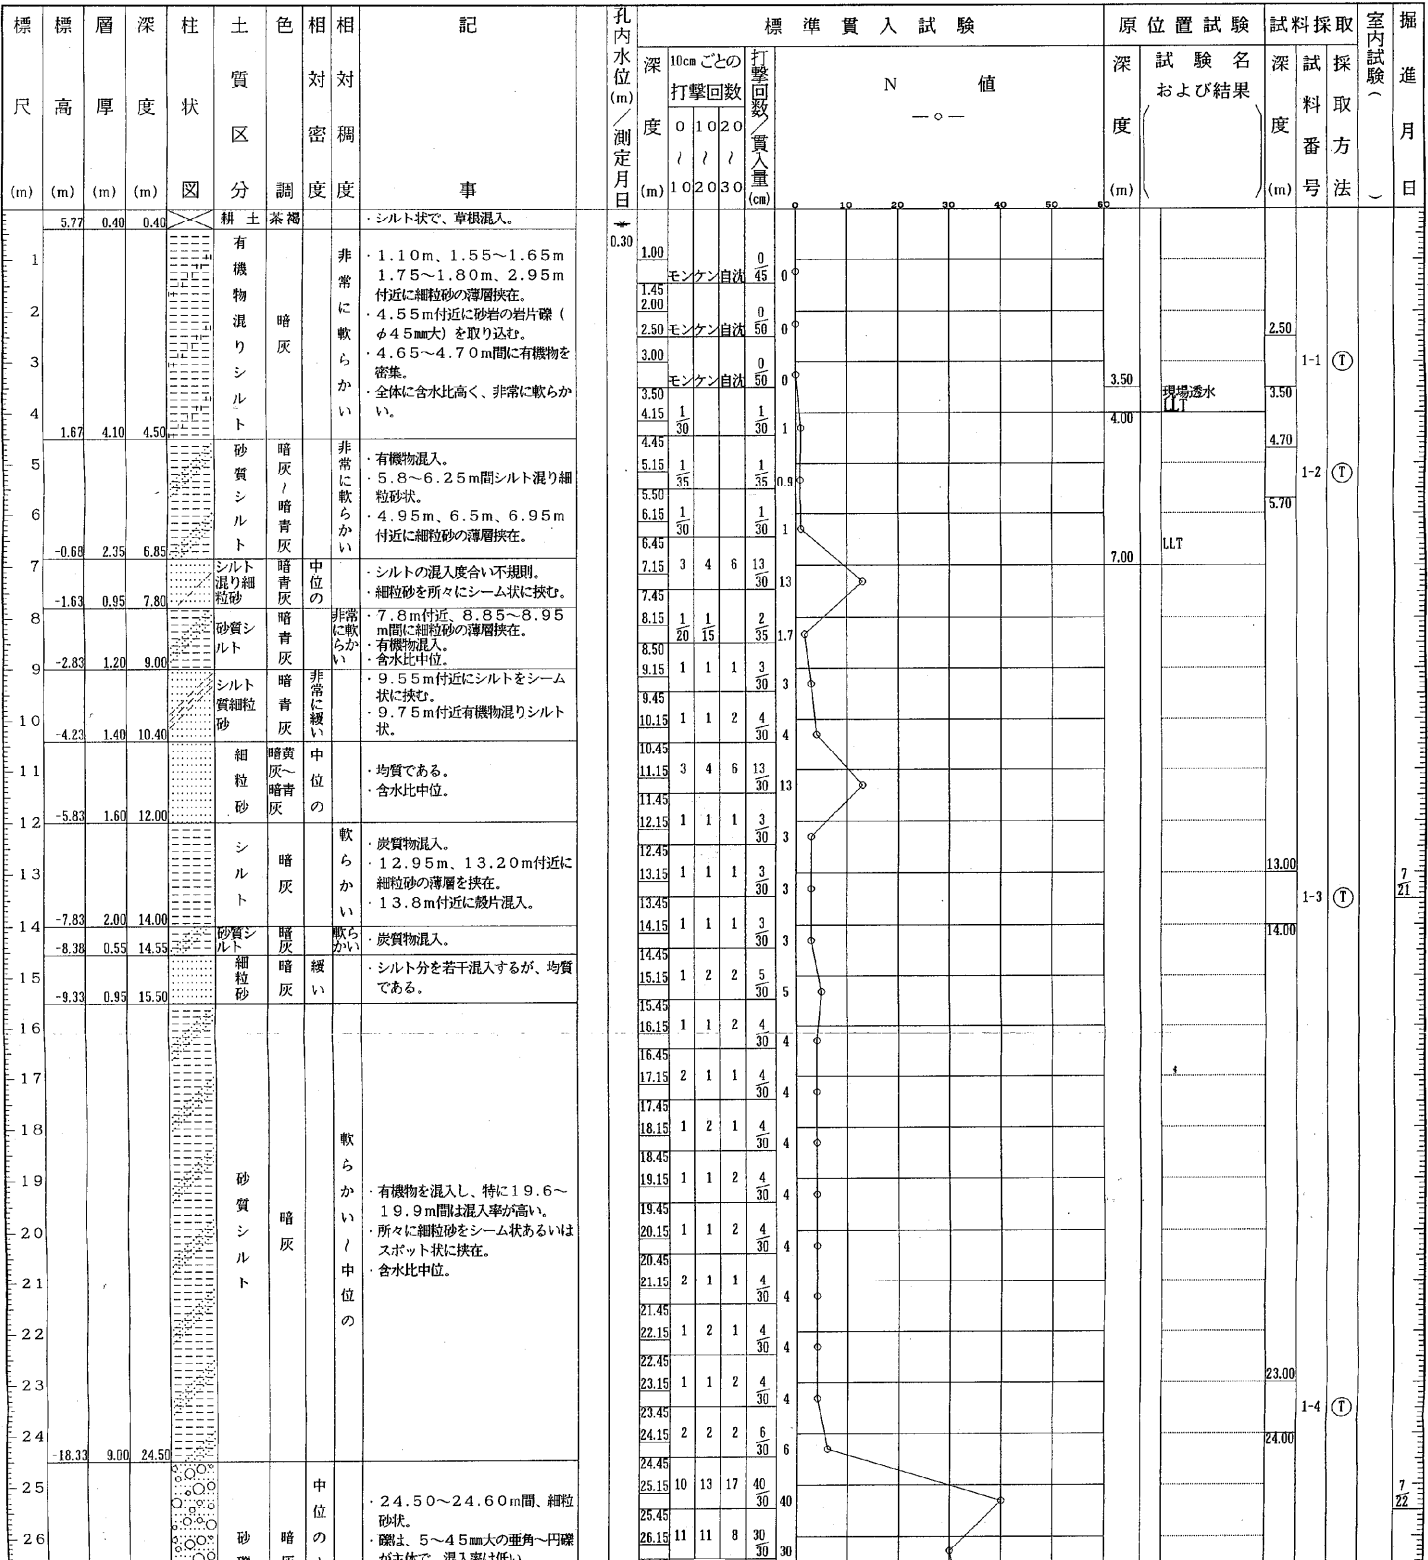 標尺(m) 標高(m) 層厚(m) 深度(m) 柱状図 土質区分 色調 相対密度 相対稠度 記事 孔内水位(m)／測定月日 標準貫入試験 原位置試験 試料採取 室内試験( ) 掘進月日
深度(m) 10cmごとの打撃回数 打撃回数／貫入量(cm) N値 ―○― 深度(m) 試験名および結果 深度(m) 試料番号 採取方法
0〜10 10〜20 20〜30
0 10 20 30 40 50 60
5.77 0.40 0.40 耕土 茶褐 ・シルト状で、草根混入。
0.30
1.67 4.10 4.50 有機物混りシルト 暗灰 非常に軟らかい
・1.10m、1.55〜1.65m
1.75〜1.80m、2.95m
付近に細粒砂の薄層挟在。
・4.55m付近に砂岩の岩片礫（
φ45mm大）を取り込む。
・4.65〜4.70m間に有機物を
密集。
・全体に含水比高く、非常に軟らか
い。
-0.68 2.35 6.85 砂質シルト 暗灰〜暗青灰 非常に軟らかい
・有機物混入。
・5.8〜6.25m間シルト混り細
粒砂状。
・4.95m、6.5m、6.95m
付近に細粒砂の薄層挟在。
-1.63 0.95 7.80 シルト混り細粒砂 暗青灰 中位の
・シルトの混入度合い不規則。
・細粒砂を所々にシーム状に挟む。
-2.83 1.20 9.00 砂質シルト 暗青灰 非常に軟らかい
・7.8m付近、8.85〜8.95
m間に細粒砂の薄層挟在。
・有機物混入。
・含水比中位。
-4.23 1.40 10.40 シルト質細粒砂 暗青灰 非常に緩い
・9.55m付近にシルトをシーム
状に挟む。
・9.75m付近有機物混りシルト
状。
-5.83 1.60 12.00 細粒砂 暗黄灰〜暗青灰 中位の
・均質である。
・含水比中位。
-7.83 2.00 14.00 シルト 暗灰 軟らかい
・炭質物混入。
・12.95m、13.20m付近に
細粒砂の薄層を挟在。
・13.8m付近に殻片混入。
-8.38 0.55 14.55 砂質シルト 暗灰 軟らかい ・炭質物混入。
-9.33 0.95 15.50 細粒砂 暗灰 緩い
・シルト分を若干混入するが、均質
である。
-18.33 9.00 24.50 砂質シルト 暗灰 軟らかい〜中位の
・有機物を混入し、特に19.6〜
19.9m間は混入率が高い。
・所々に細粒砂をシーム状あるいは
スポット状に挟在。
・含水比中位。
砂 暗 中位の
・24.50〜24.60m間、細粒
砂状。
・礫は、5〜45mm大の亜角〜円礫
1
2
3
4
5
6
7
8
9
10
11
12
13
14
15
16
17
18
19
20
21
22
23
24
25
26
1.00 モンケン自沈 0/45 0
1.45
2.00
2.50 モンケン自沈 0/50 0
3.00 モンケン自沈 0/50 0
3.50
4.15 1/30 1/30 1
4.45
5.15 1/35 1/35 0.9
5.50
6.15 1/30 1/30 1
6.45
7.15 3 4 6 13/30 13
7.45
8.15 1/20 1/15 2/35 1.7
8.50
9.15 1 1 1 3/30 3
9.45
10.15 1 1 2 4/30 4
10.45
11.15 3 4 6 13/30 13
11.45
12.15 1 1 1 3/30 3
12.45
13.15 1 1 1 3/30 3
13.45
14.15 1 1 1 3/30 3
14.45
15.15 1 2 2 5/30 5
15.45
16.15 1 1 2 4/30 4
16.45
17.15 2 1 1 4/30 4
17.45
18.15 1 2 1 4/30 4
18.45
19.15 1 1 2 4/30 4
19.45
20.15 1 1 2 4/30 4
20.45
21.15 2 1 1 4/30 4
21.45
22.15 1 2 1 4/30 4
22.45
23.15 1 1 2 4/30 4
23.45
24.15 2 2 2 6/30 6
24.45
25.15 10 13 17 40/30 40
25.45
26.15 11 11 8 30/30 30
3.50 現場透水
LLT
4.00
LLT
7.00
2.50
1-1 Ⓣ
3.50
4.70
1-2 Ⓣ
5.70
13.00
1-3 Ⓣ
14.00
23.00
1-4 Ⓣ
24.00
7/21
7/22